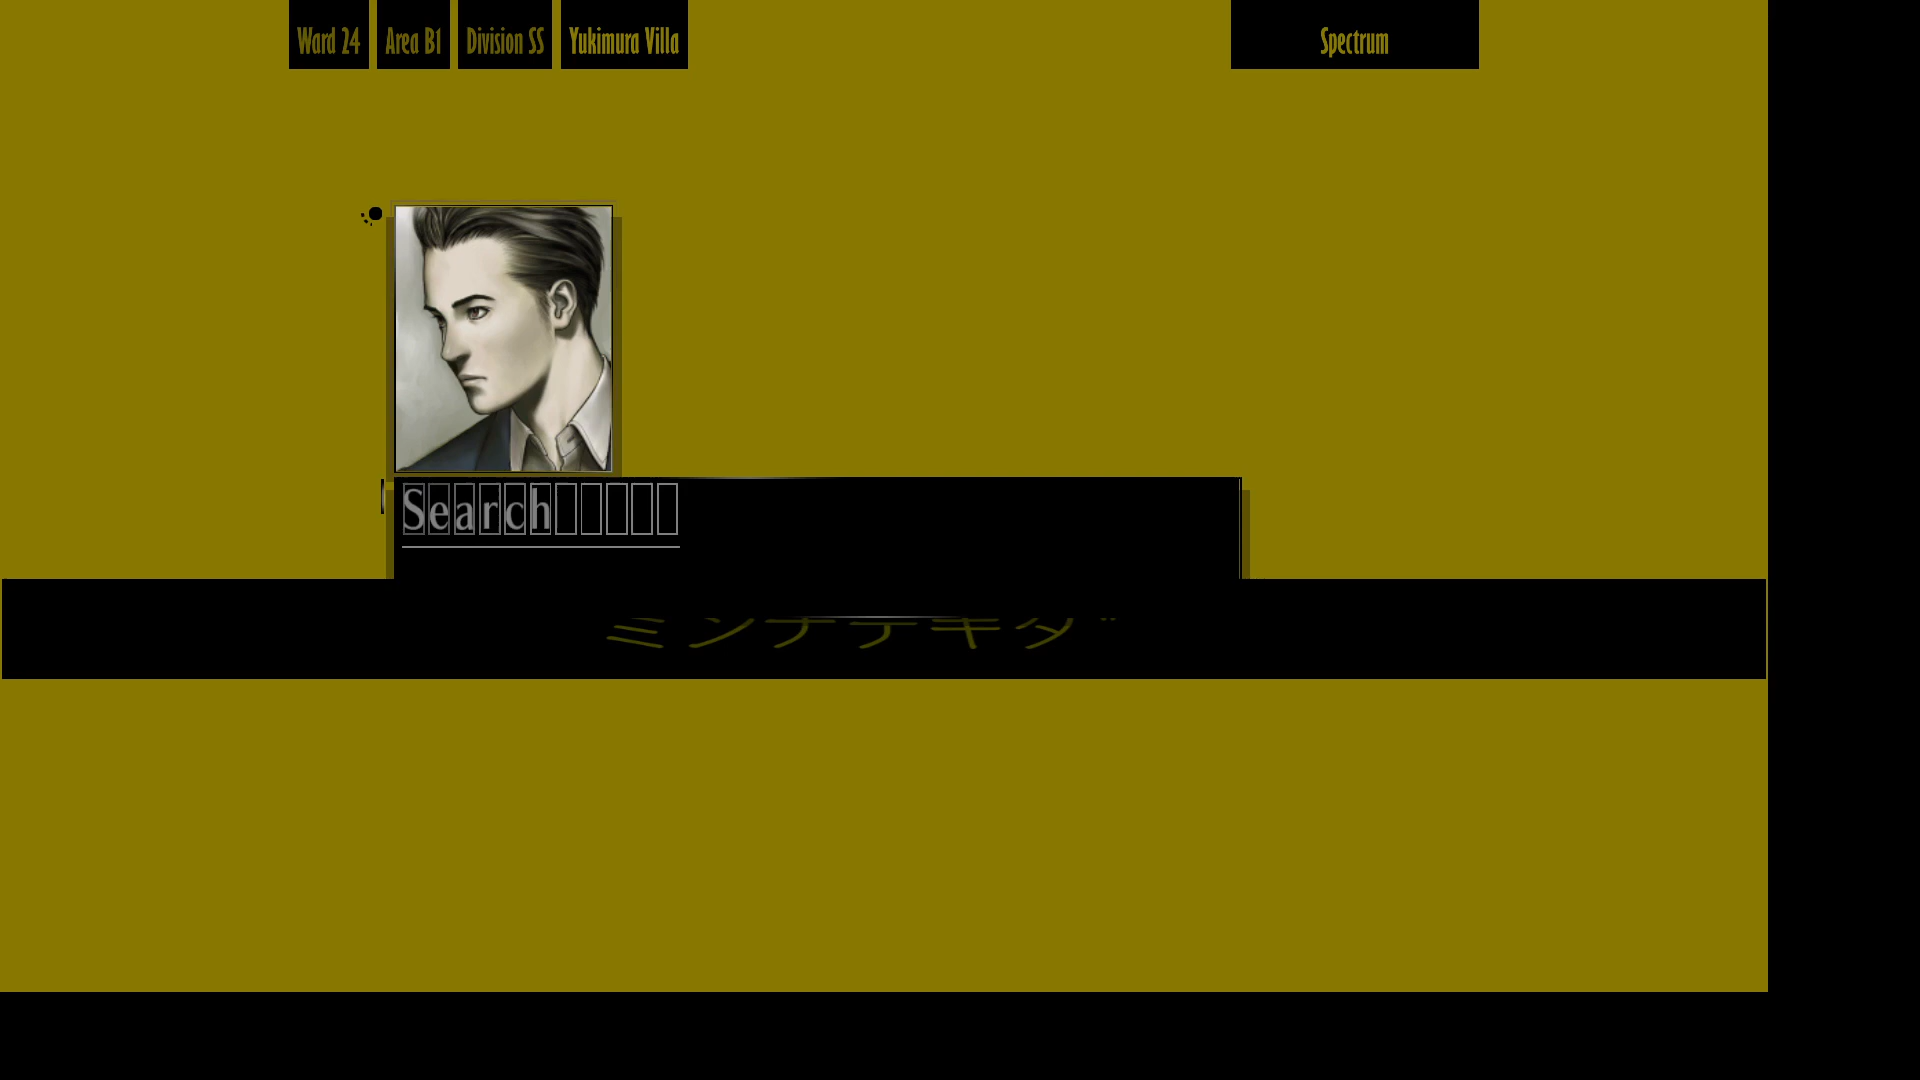 Ward 24
Area B1
Division SS
Yukimura Villa
Spectrum
Search
ミンナテキダ